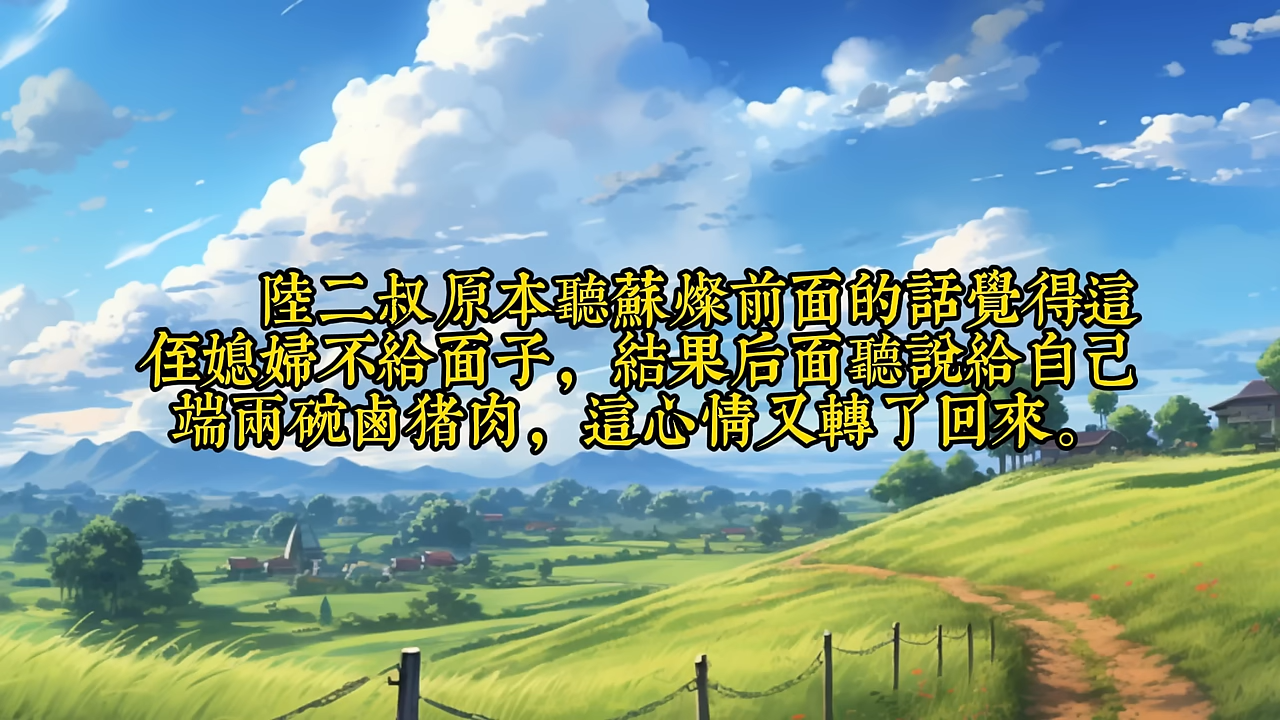 陸二叔原本聽蘇燦前面的話覺得這
侄媳婦不給面子，結果后面聽說給自己
端兩碗鹵猪肉，這心情又轉了回來。